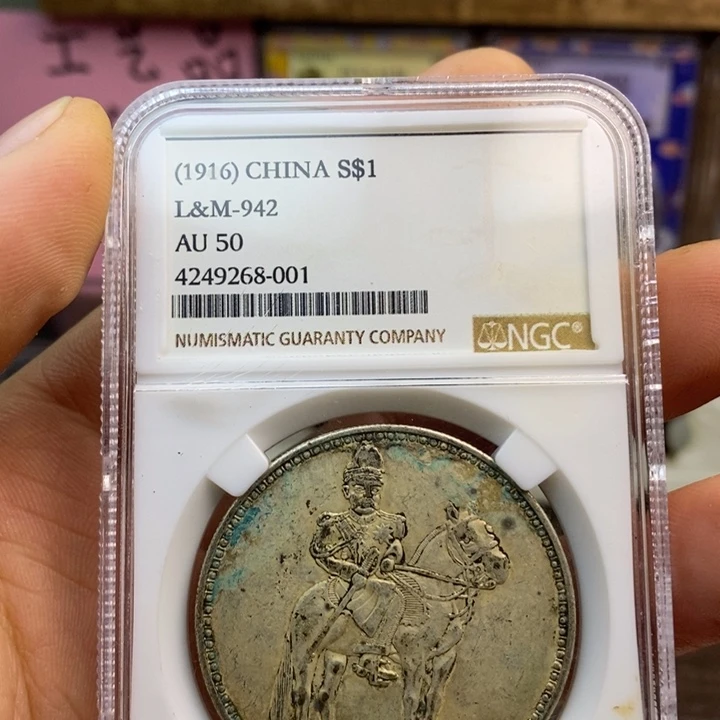 (1916) CHINA S$1
L&M-942
AU 50
4249268-001
NUMISMATIC GUARANTY COMPANY
NGC®